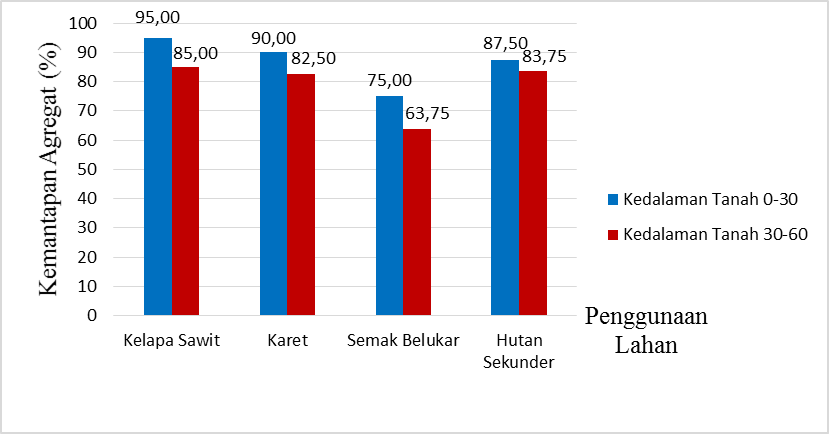 Kemantapan Agregat (%)
100
90
80
70
60
50
40
30
20
10
0
95,00
85,00
90,00
82,50
75,00
63,75
87,50
83,75
Kelapa Sawit
Karet
Semak Belukar
Hutan
Sekunder
Penggunaan
Lahan
Kedalaman Tanah 0-30
Kedalaman Tanah 30-60